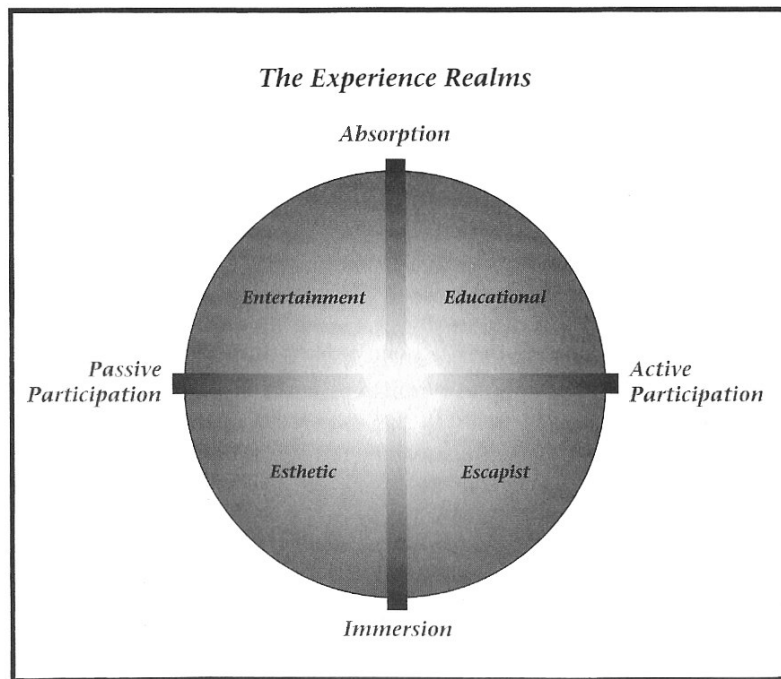 The Experience Realms
Absorption
Entertainment
Educational
Passive
Participation
Active
Participation
Esthetic
Escapist
Immersion